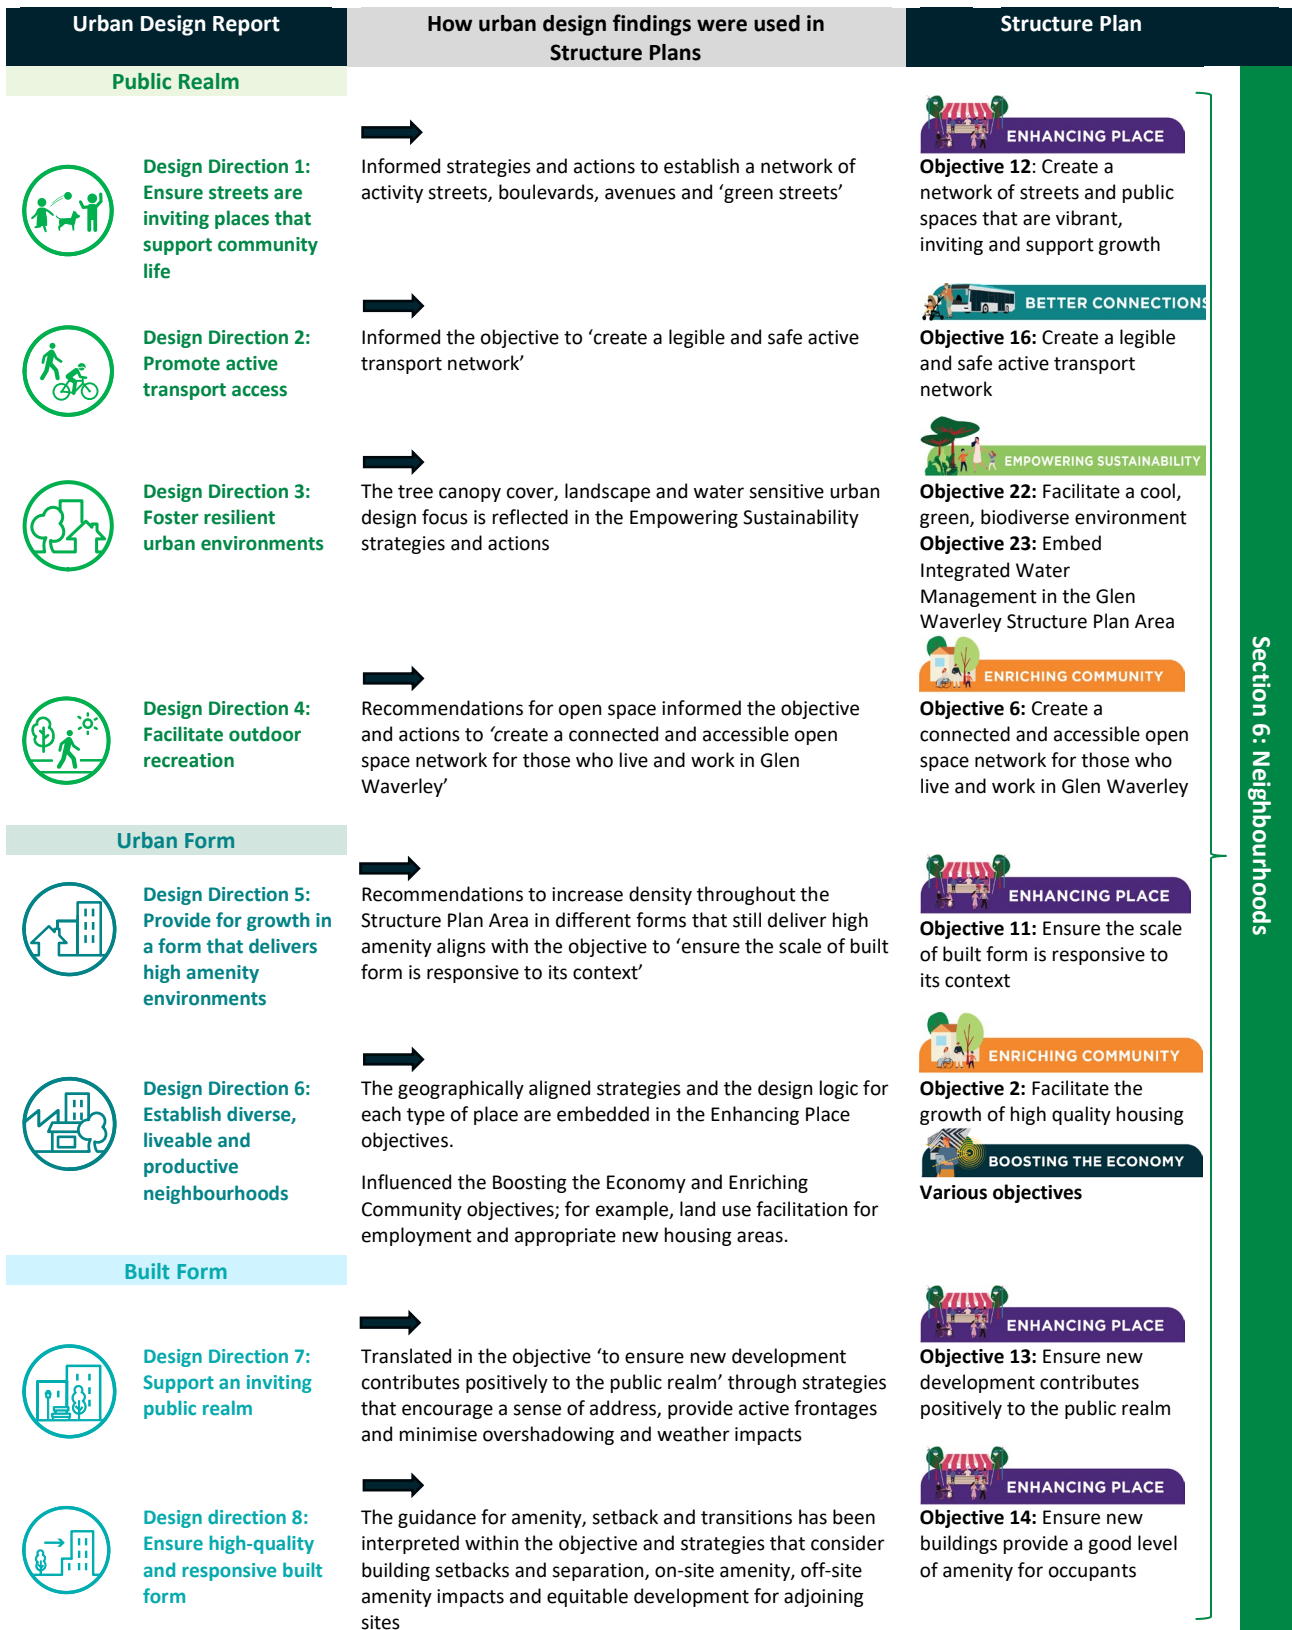 Urban Design Report
How urban design findings were used in
Structure Plans
Structure Plan
Public Realm
Design Direction 1:
Ensure streets are
inviting places that
support community
life
Informed strategies and actions to establish a network of
activity streets, boulevards, avenues and ‘green streets’
ENHANCING PLACE
Objective 12: Create a
network of streets and public
spaces that are vibrant,
inviting and support growth
Design Direction 2:
Promote active
transport access
Informed the objective to ‘create a legible and safe active
transport network’
BETTER CONNECTIONS
Objective 16: Create a legible
and safe active transport
network
Design Direction 3:
Foster resilient
urban environments
The tree canopy cover, landscape and water sensitive urban
design focus is reflected in the Empowering Sustainability
strategies and actions
EMPOWERING SUSTAINABILITY
Objective 22: Facilitate a cool,
green, biodiverse environment
Objective 23: Embed
Integrated Water
Management in the Glen
Waverley Structure Plan Area
Design Direction 4:
Facilitate outdoor
recreation
Recommendations for open space informed the objective
and actions to ‘create a connected and accessible open
space network for those who live and work in Glen
Waverley’
ENRICHING COMMUNITY
Objective 6: Create a
connected and accessible open
space network for those who
live and work in Glen Waverley
Urban Form
Design Direction 5:
Provide for growth in
a form that delivers
high amenity
environments
Recommendations to increase density throughout the
Structure Plan Area in different forms that still deliver high
amenity aligns with the objective to ‘ensure the scale of built
form is responsive to its context’
ENHANCING PLACE
Objective 11: Ensure the scale
of built form is responsive to
its context
Design Direction 6:
Establish diverse,
liveable and
productive
neighbourhoods
The geographically aligned strategies and the design logic for
each type of place are embedded in the Enhancing Place
objectives.
Influenced the Boosting the Economy and Enriching
Community objectives; for example, land use facilitation for
employment and appropriate new housing areas.
ENRICHING COMMUNITY
Objective 2: Facilitate the
growth of high quality housing
BOOSTING THE ECONOMY
Various objectives
Built Form
Design Direction 7:
Support an inviting
public realm
Translated in the objective ‘to ensure new development
contributes positively to the public realm’ through strategies
that encourage a sense of address, provide active frontages
and minimise overshadowing and weather impacts
ENHANCING PLACE
Objective 13: Ensure new
development contributes
positively to the public realm
Design direction 8:
Ensure high-quality
and responsive built
form
The guidance for amenity, setback and transitions has been
interpreted within the objective and strategies that consider
building setbacks and separation, on-site amenity, off-site
amenity impacts and equitable development for adjoining
sites
ENHANCING PLACE
Objective 14: Ensure new
buildings provide a good level
of amenity for occupants
Section 6: Neighbourhoods